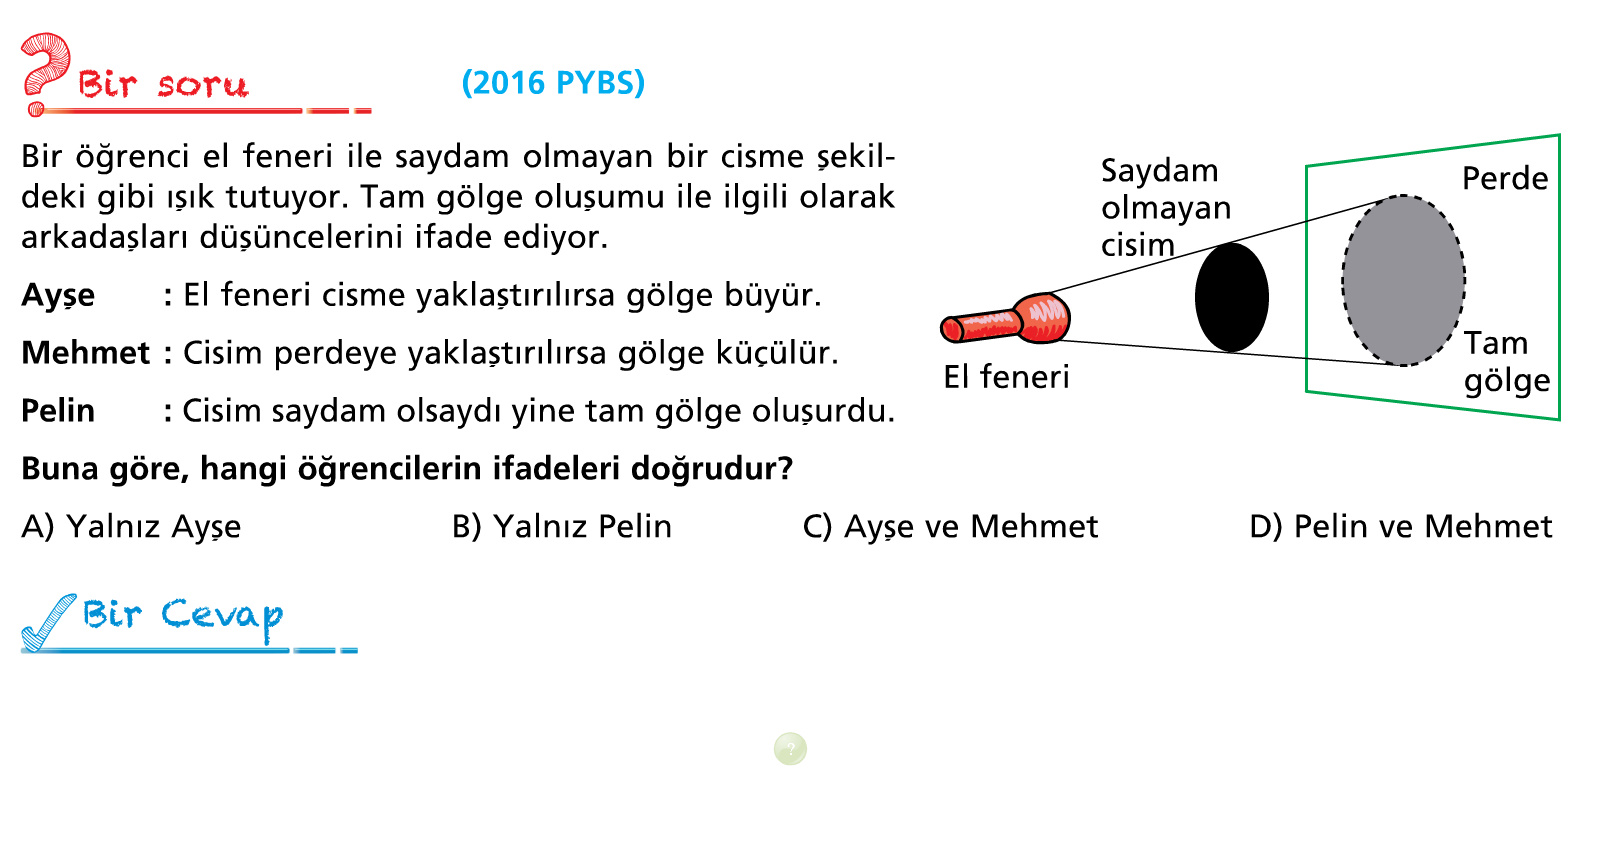 ?
Bir soru
(2016 PYBS)
Bir öğrenci el feneri ile saydam olmayan bir cisme şekil-
deki gibi ışık tutuyor. Tam gölge oluşumu ile ilgili olarak
arkadaşları düşüncelerini ifade ediyor.
Ayşe : El feneri cisme yaklaştırılırsa gölge büyür.
Mehmet : Cisim perdeye yaklaştırılırsa gölge küçülür.
Pelin : Cisim saydam olsaydı yine tam gölge oluşurdu.
Saydam
olmayan
cisim
Perde
Tam
gölge
El feneri
Buna göre, hangi öğrencilerin ifadeleri doğrudur?
A) Yalnız Ayşe B) Yalnız Pelin C) Ayşe ve Mehmet D) Pelin ve Mehmet
Bir Cevap
?